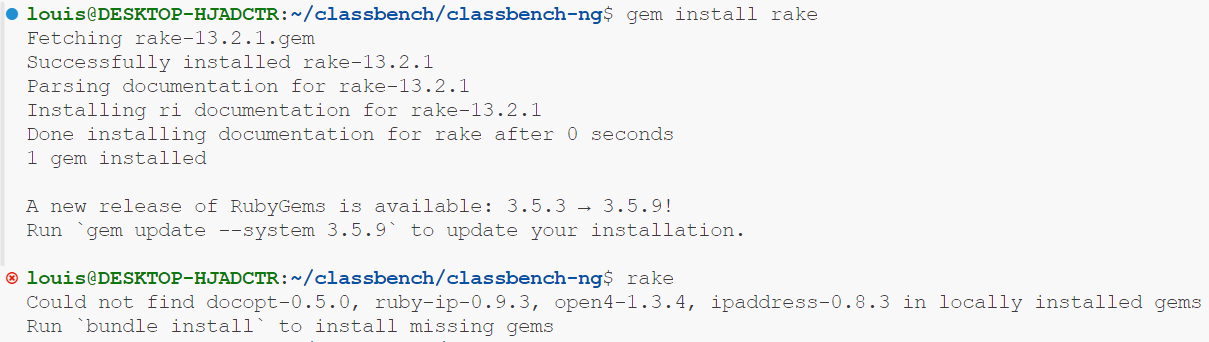 louis@DESKTOP-HJADCTR:~/classbench/classbench-ng$ gem install rake
Fetching rake-13.2.1.gem
Successfully installed rake-13.2.1
Parsing documentation for rake-13.2.1
Installing ri documentation for rake-13.2.1
Done installing documentation for rake after 0 seconds
1 gem installed
A new release of RubyGems is available: 3.5.3 → 3.5.9!
Run `gem update --system 3.5.9` to update your installation.
louis@DESKTOP-HJADCTR:~/classbench/classbench-ng$ rake
Could not find docopt-0.5.0, ruby-ip-0.9.3, open4-1.3.4, ipaddress-0.8.3 in locally installed gems
Run `bundle install` to install missing gems